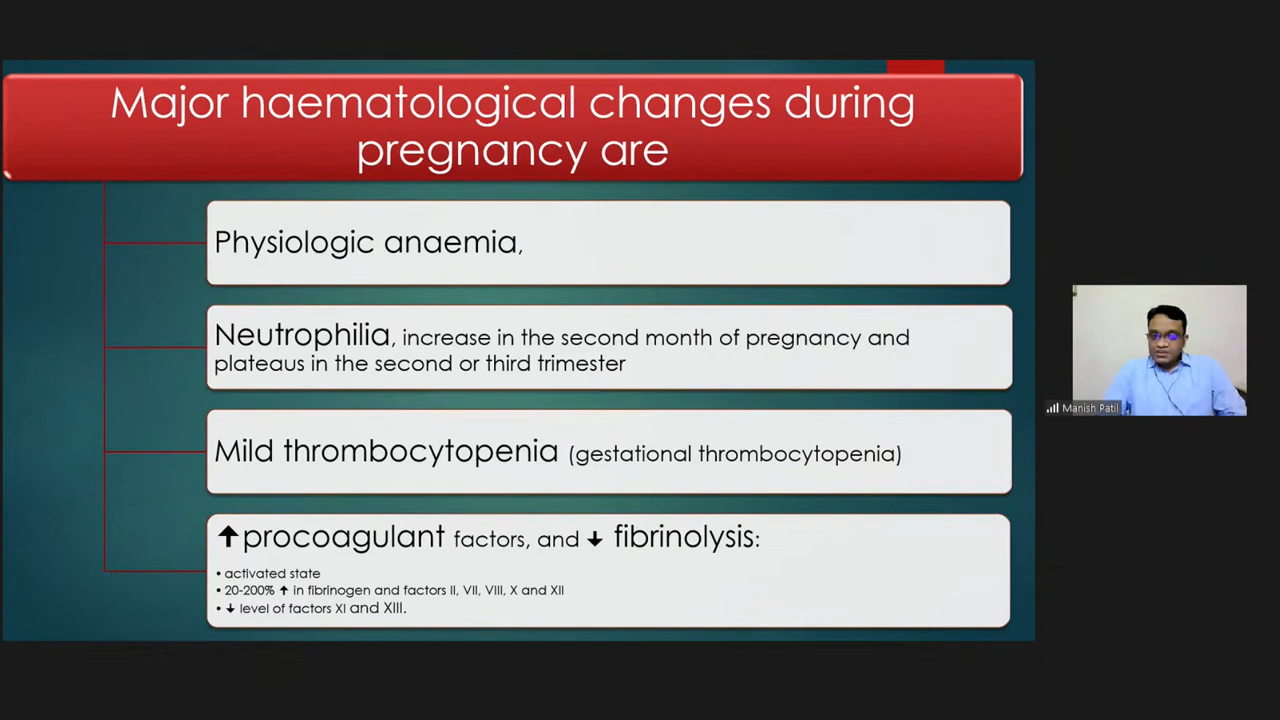 Major haematological changes during
pregnancy are
Physiologic anaemia,
Neutrophilia, increase in the second month of pregnancy and
plateaus in the second or third trimester
Mild thrombocytopenia (gestational thrombocytopenia)
↑procoagulant factors, and ↓ fibrinolysis:
• activated state
• 20-200% ↑ in fibrinogen and factors II, VII, VIII, X and XII
• ↓ level of factors XI and XIII.
Manish Patil